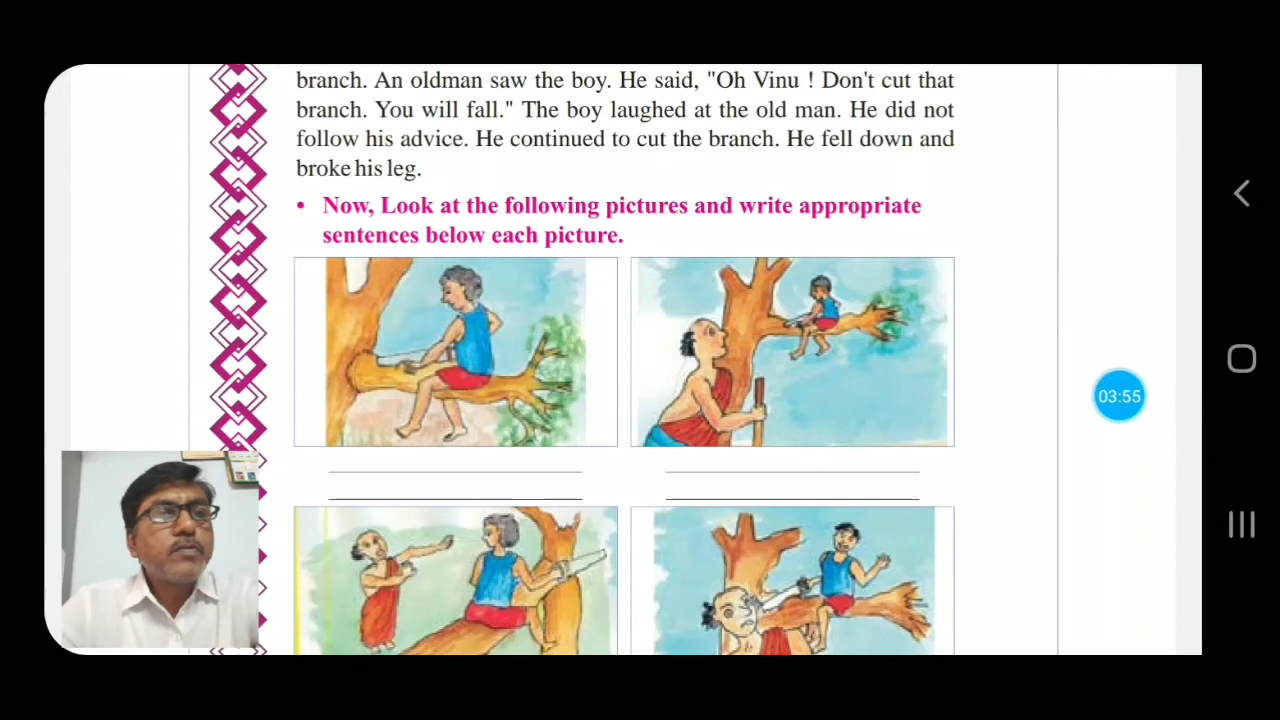 branch. An oldman saw the boy. He said, "Oh Vinu ! Don't cut that
branch. You will fall." The boy laughed at the old man. He did not
follow his advice. He continued to cut the branch. He fell down and
broke his leg.
• Now, Look at the following pictures and write appropriate
sentences below each picture.
03:55